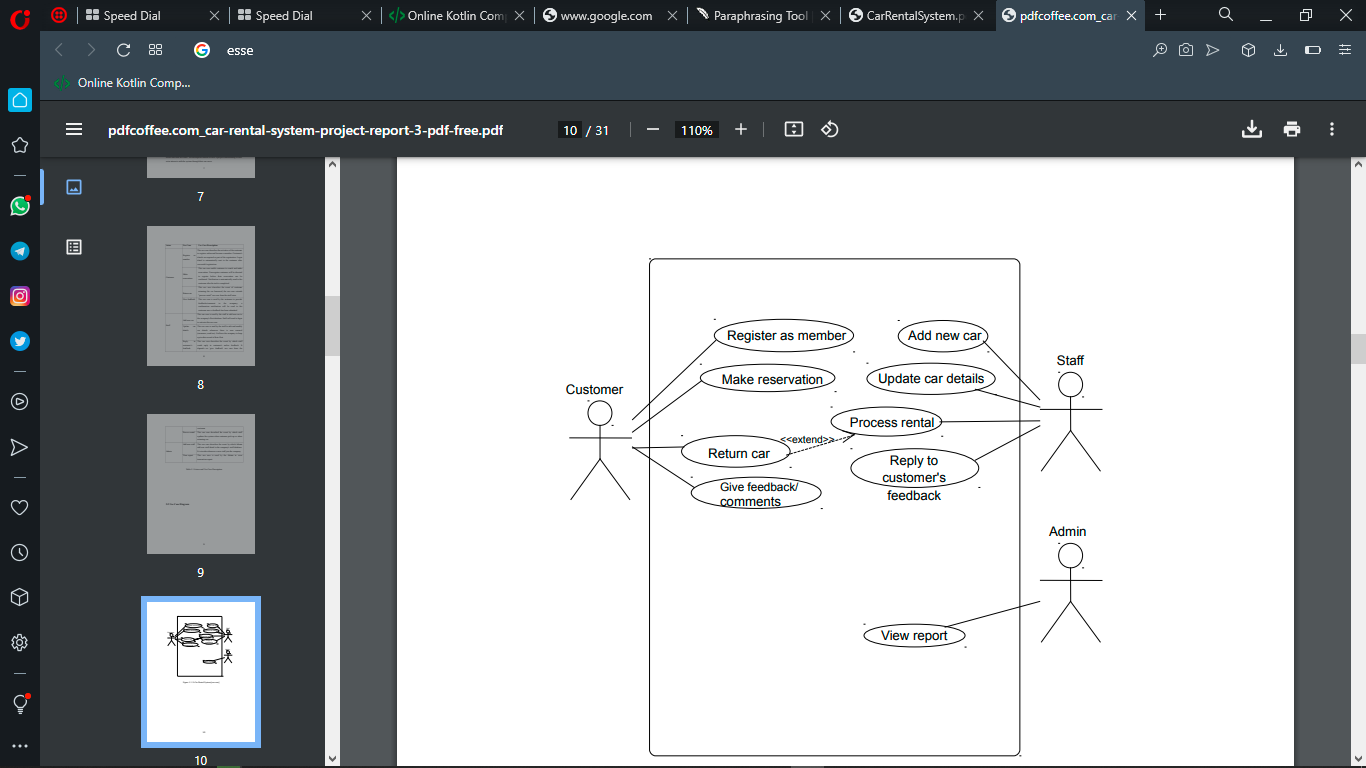 Speed Dial
Speed Dial
Online Kotlin Com
www.google.com
Paraphrasing Tool
CarRentalSystem.p
pdfcoffee.com_car
esse
Online Kotlin Comp...
pdfcoffee.com_car-rental-system-project-report-3-pdf-free.pdf
10 / 31
110%
7
8
9
10
Register as member
Add new car
Make reservation
Update car details
Staff
Customer
Process rental
<<extend>>
Return car
Reply to
customer's
feedback
Give feedback/
comments
Admin
View report